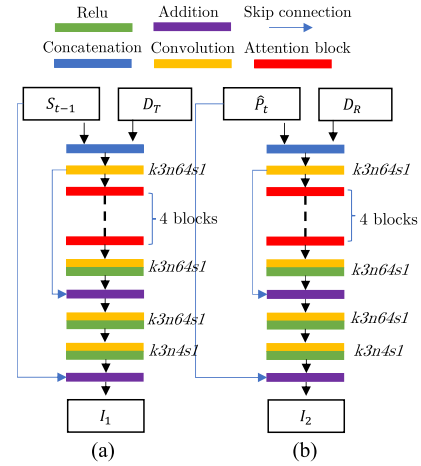 Relu Addition Skip connection
Concatenation Convolution Attention block
S_{t-1} D_T P̂_t D_R
k3n64s1 k3n64s1
4 blocks 4 blocks
k3n64s1 k3n64s1
k3n64s1 k3n64s1
k3n4s1 k3n4s1
I_1 I_2
(a) (b)